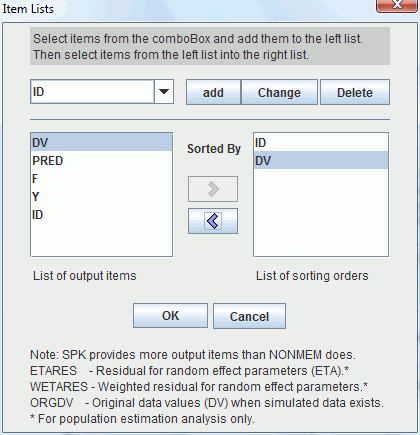 Item Lists
Select items from the comboBox and add them to the left list.
Then select items from the left list into the right list.
ID
add
Change
Delete
DV
PRED
F
Y
ID
Sorted By
ID
DV
List of output items
List of sorting orders
OK
Cancel
Note: SPK provides more output items than NONMEM does.
ETARES - Residual for random effect parameters (ETA).*
WETARES - Weighted residual for random effect parameters.*
ORGDV - Original data values (DV) when simulated data exists.
* For population estimation analysis only.